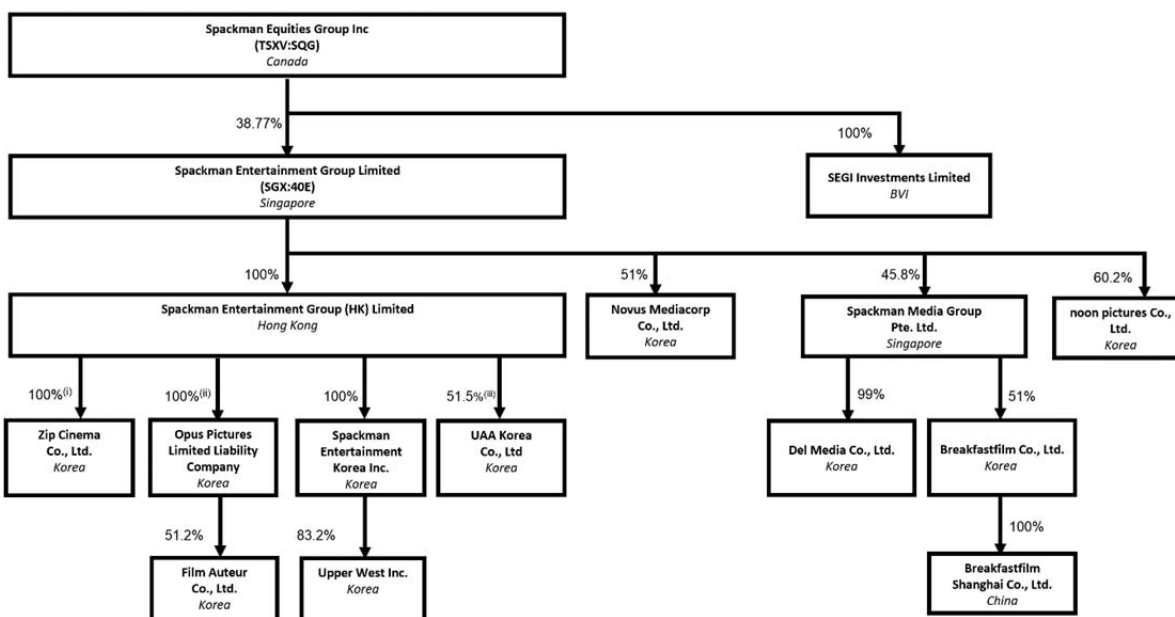 Spackman Equities Group Inc
(TSXV:SQG)
Canada
38.77%
100%
Spackman Entertainment Group Limited
(SGX:40E)
Singapore
SEGI Investments Limited
BVI
100%
51%
45.8%
60.2%
Spackman Entertainment Group (HK) Limited
Hong Kong
Novus Mediacorp
Co., Ltd.
Korea
Spackman Media Group
Pte. Ltd.
Singapore
noon pictures Co.,
Ltd.
Korea
100%(i)
100%(ii)
100%
51.5%(iii)
99%
51%
Zip Cinema
Co., Ltd.
Korea
Opus Pictures
Limited Liability
Company
Korea
Spackman
Entertainment
Korea Inc.
Korea
UAA Korea
Co., Ltd
Korea
Del Media Co., Ltd.
Korea
Breakfastfilm Co., Ltd.
Korea
51.2%
83.2%
100%
Film Auteur
Co., Ltd.
Korea
Upper West Inc.
Korea
Breakfastfilm
Shanghai Co., Ltd.
China